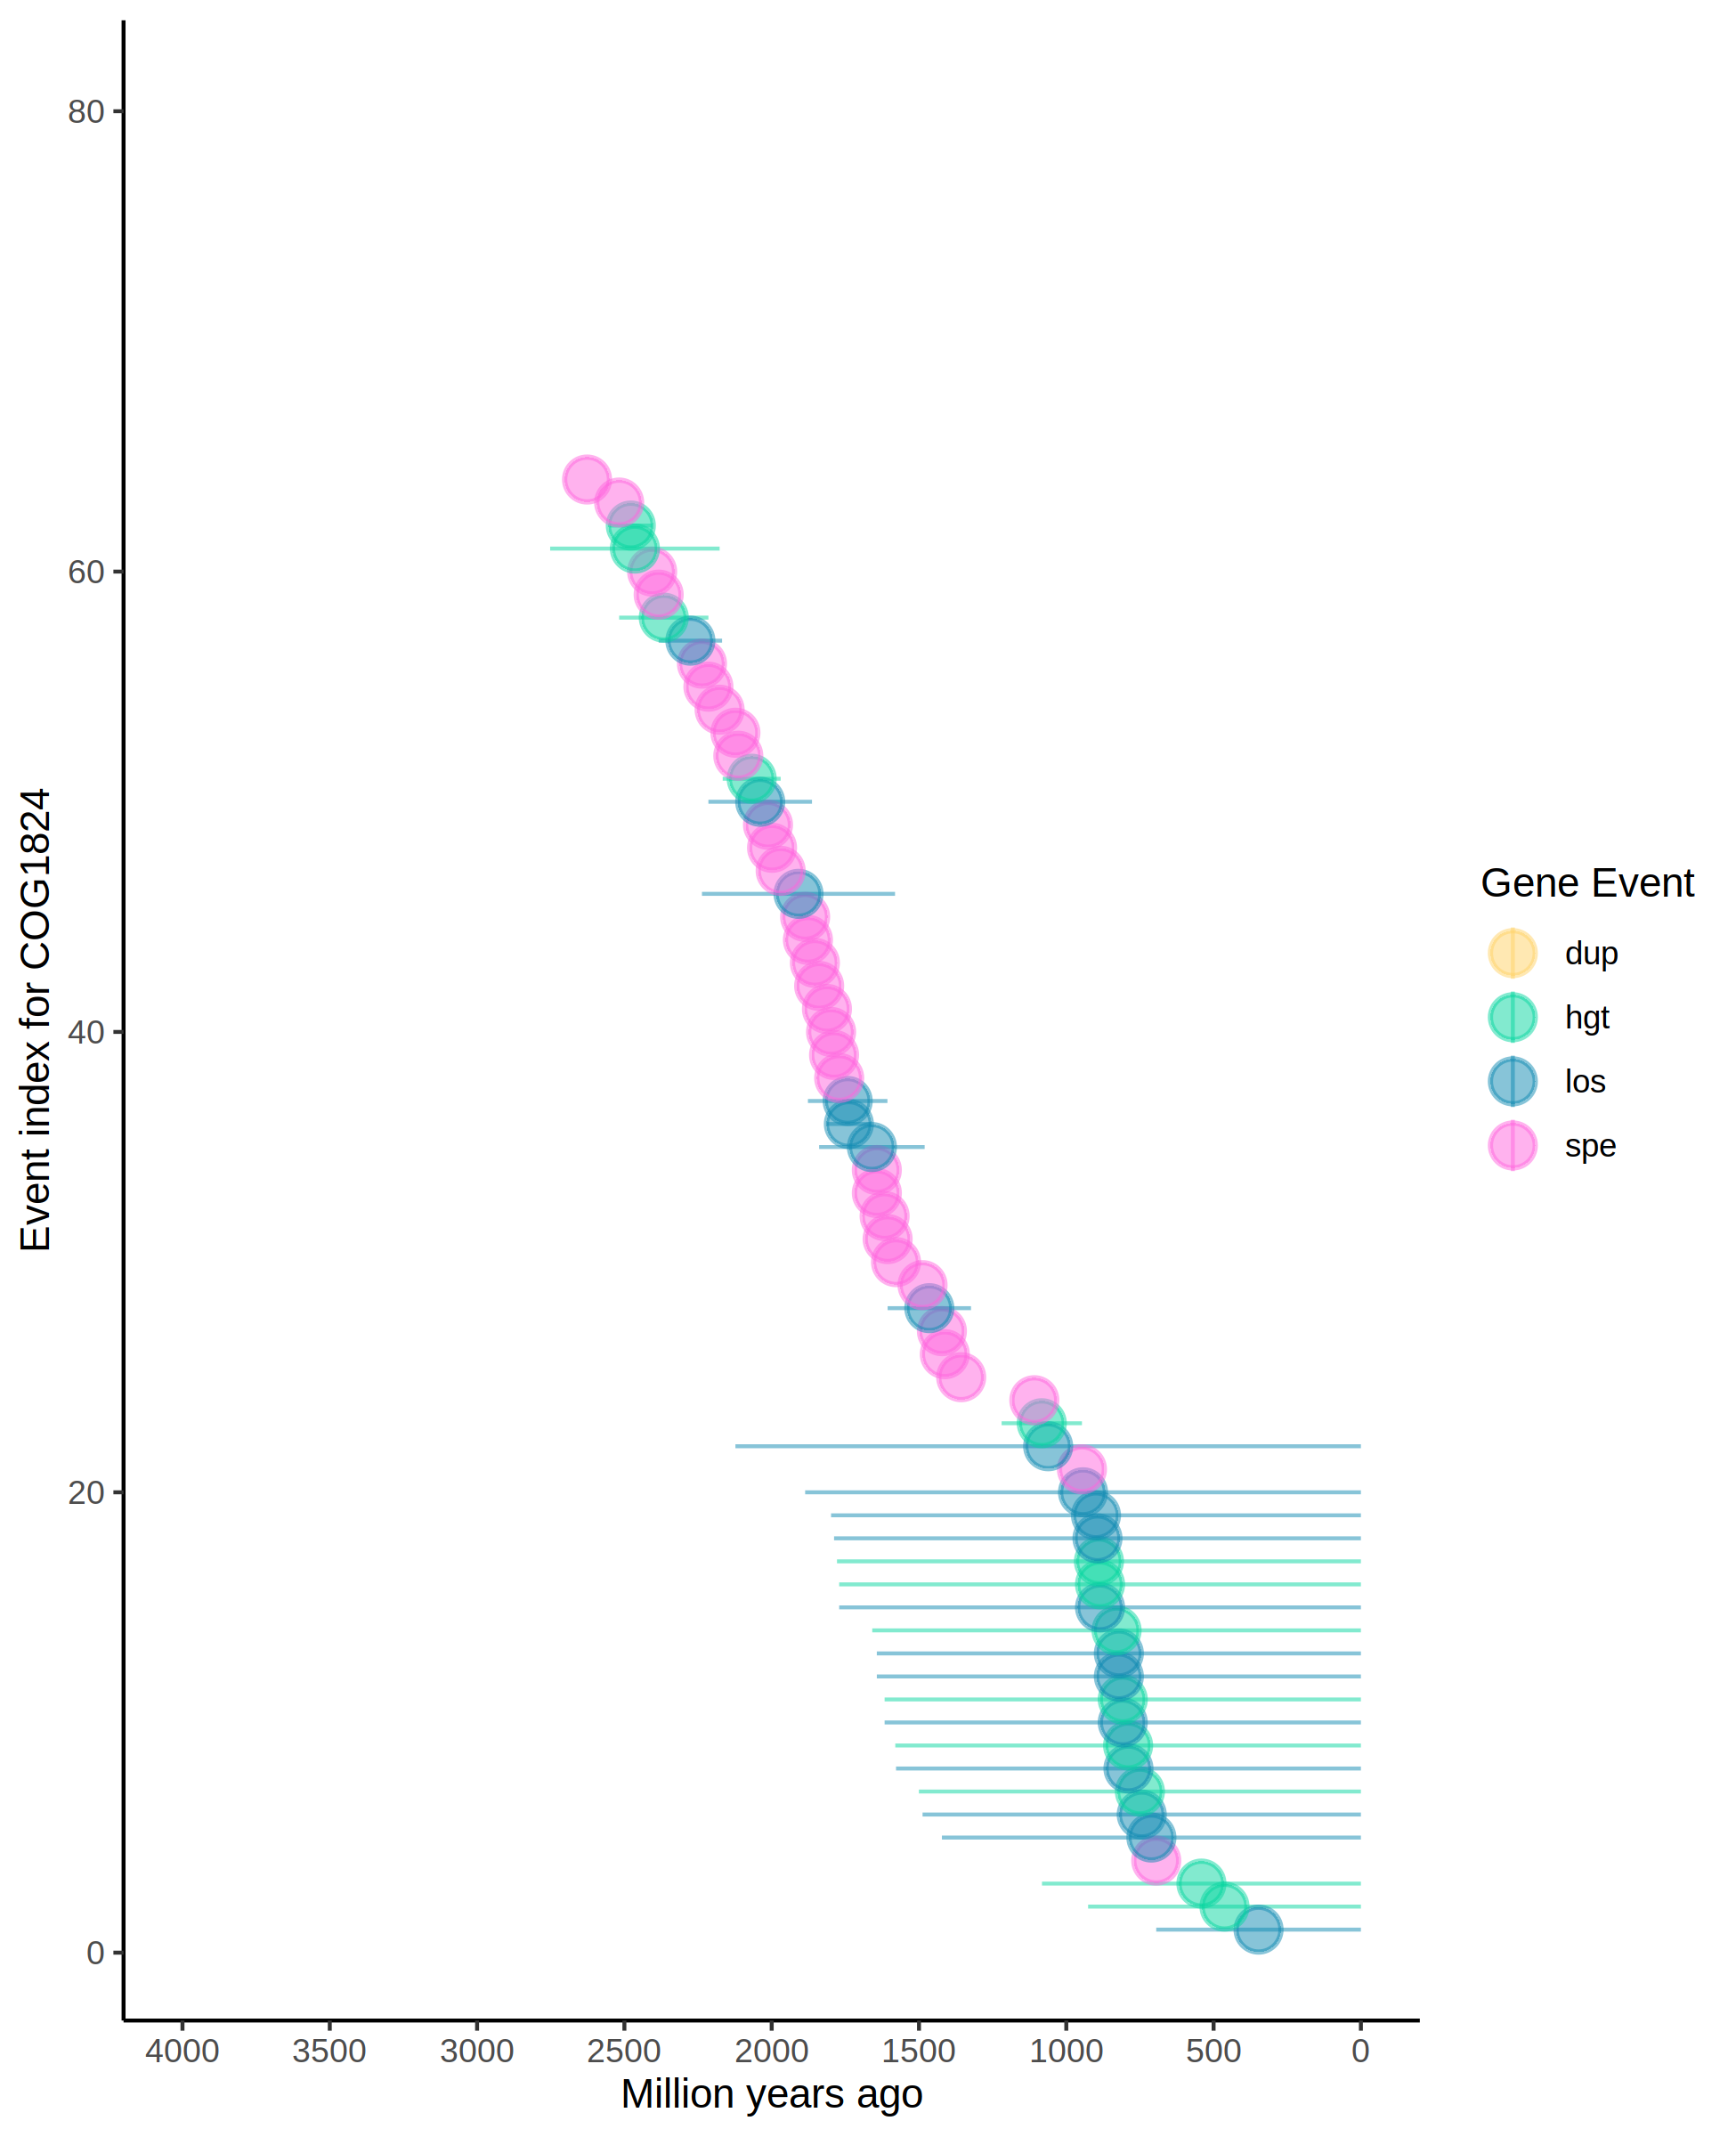 80
60
40
20
0
Event index for COG1824
4000 3500 3000 2500 2000 1500 1000 500 0
Million years ago
Gene Event
dup
hgt
los
spe